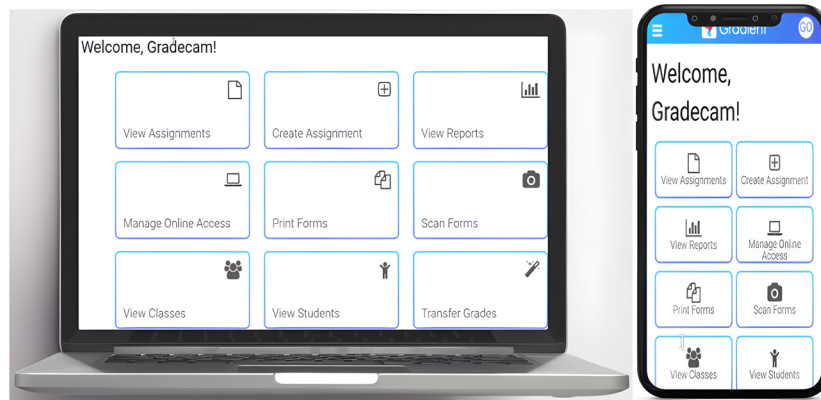 Welcome, Gradecam!
View Assignments
Create Assignment
View Reports
Manage Online Access
Print Forms
Scan Forms
View Classes
View Students
Transfer Grades
Gradient
GO
Welcome,
Gradecam!
View Assignments
Create Assignment
View Reports
Manage Online
Access
Print Forms
Scan Forms
View Classes
View Students